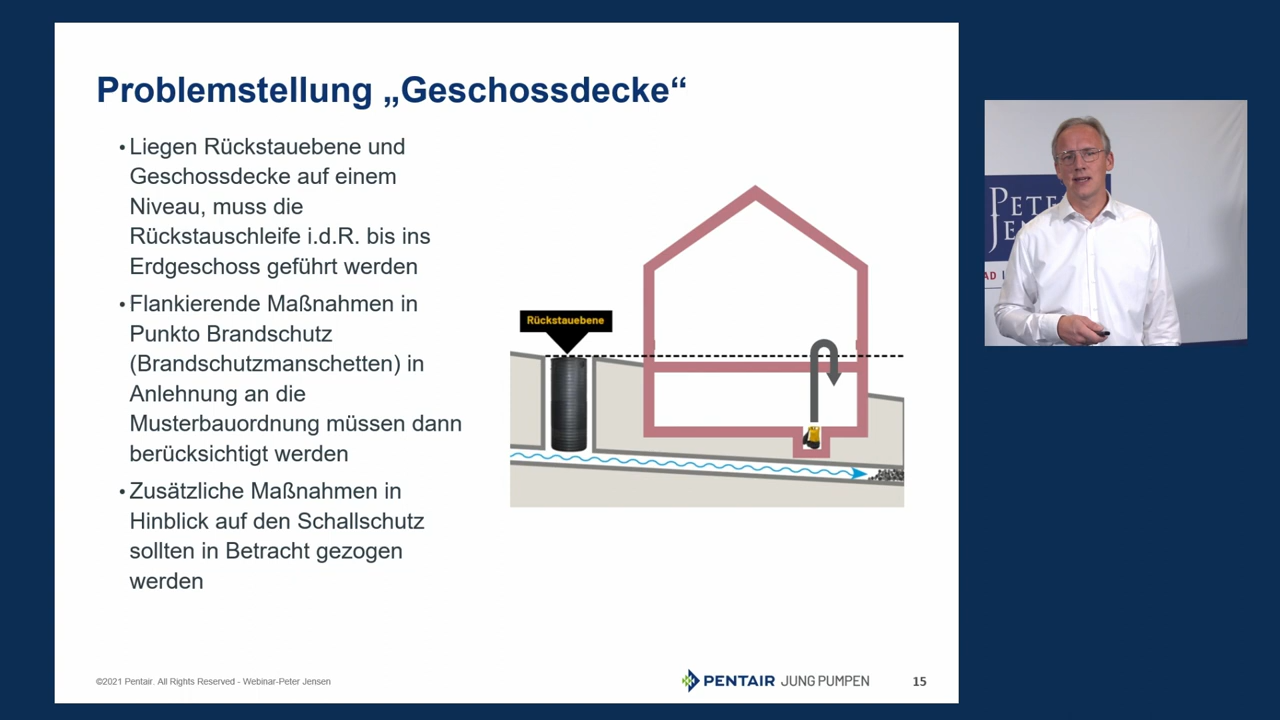 Problemstellung „Geschossdecke“
• Liegen Rückstauebene und
Geschossdecke auf einem
Niveau, muss die
Rückstauschleife i.d.R. bis ins
Erdgeschoss geführt werden
• Flankierende Maßnahmen in
Punkto Brandschutz
(Brandschutzmanschetten) in
Anlehnung an die
Musterbauordnung müssen dann
berücksichtigt werden
• Zusätzliche Maßnahmen in
Hinblick auf den Schallschutz
sollten in Betracht gezogen
werden
Rückstauebene
©2021 Pentair. All Rights Reserved - Webinar-Peter Jensen
PENTAIR JUNG PUMPEN
15